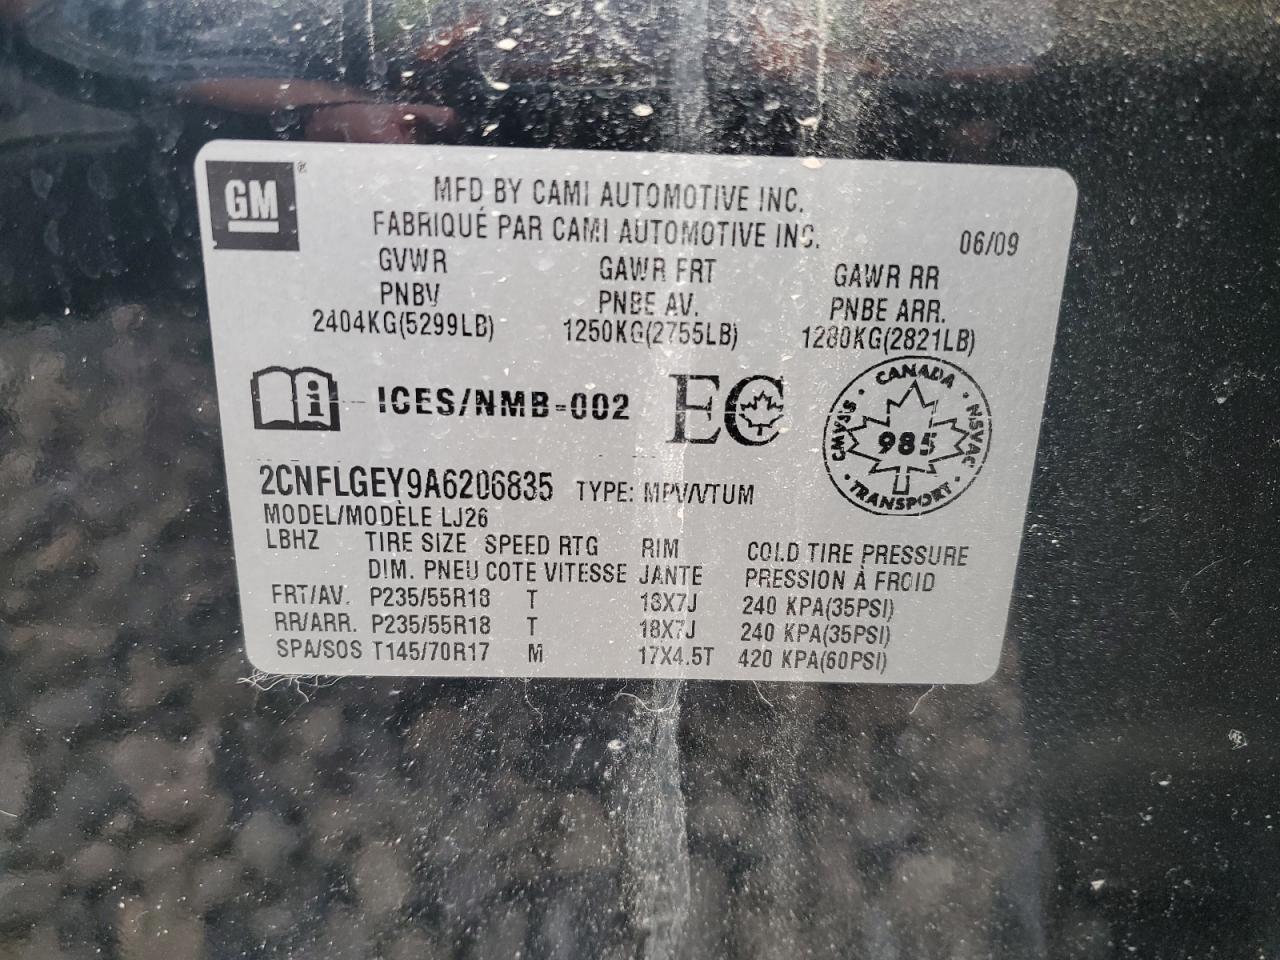 GM ®
MFD BY CAMI AUTOMOTIVE INC.
FABRIQUÉ PAR CAMI AUTOMOTIVE INC.
06/09
GVWR GAWR FRT GAWR RR
PNBV PNBE AV. PNBE ARR.
2404KG(5299LB) 1250KG(2755LB) 1280KG(2821LB)
i ICES/NMB-002 EC
CANADA
CMVSS 985 NSVAC
TRANSPORT
2CNFLGEY9A6206835 TYPE: MPV/VTUM
MODEL/MODÈLE LJ26
LBHZ TIRE SIZE SPEED RTG RIM COLD TIRE PRESSURE
DIM. PNEU COTE VITESSE JANTE PRESSION À FROID
FRT/AV. P235/55R18 T 18X7J 240 KPA(35PSI)
RR/ARR. P235/55R18 T 18X7J 240 KPA(35PSI)
SPA/SOS T145/70R17 M 17X4.5T 420 KPA(60PSI)